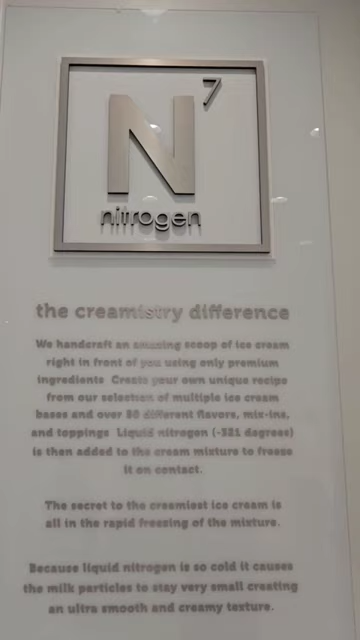 7
N
nitrogen
the creamistry difference
We handcraft an amazing scoop of ice cream
right in front of you using only premium
ingredients Create your own unique recipe
from our selection of multiple ice cream
bases and over 50 different flavors, mix-ins,
and toppings Liquid nitrogen (-321 degrees)
is then added to the cream mixture to freeze
it on contact.
The secret to the creamiest ice cream is
all in the rapid freezing of the mixture.
Because liquid nitrogen is so cold it causes
the milk particles to stay very small creating
an ultra smooth and creamy texture.